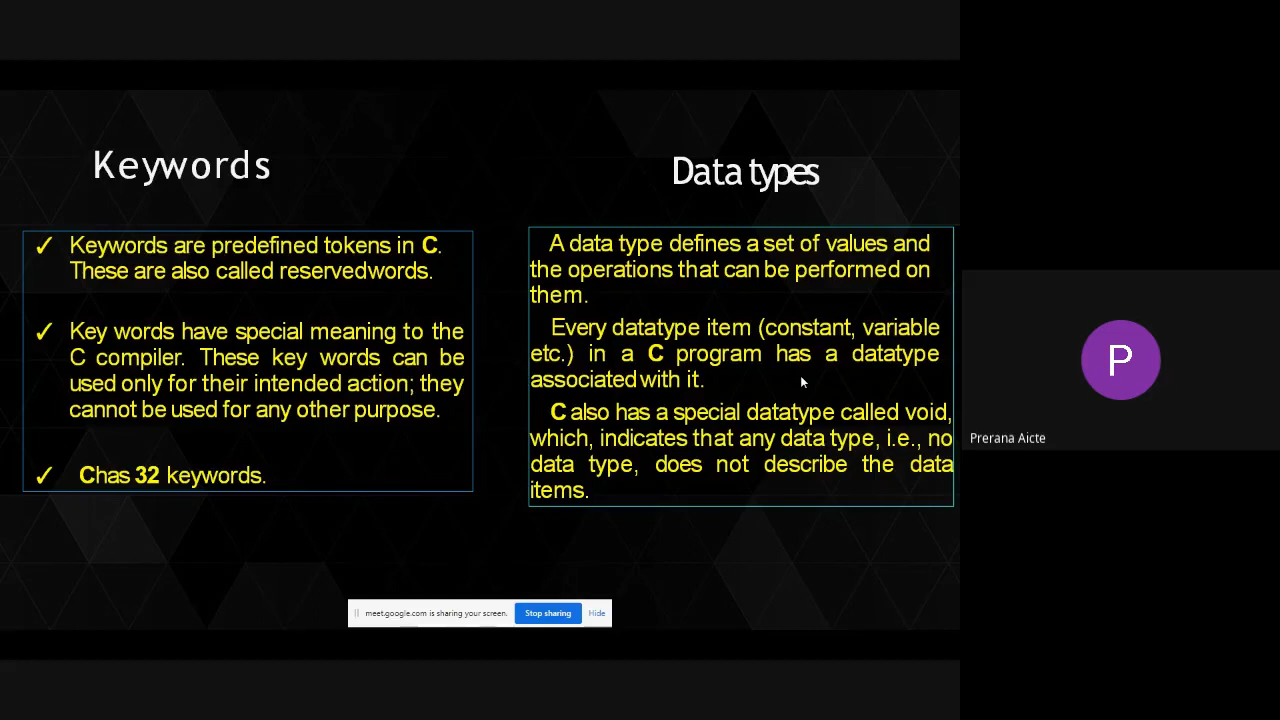 Keywords
✓ Keywords are predefined tokens in C.
These are also called reservedwords.
✓ Key words have special meaning to the
C compiler. These key words can be
used only for their intended action; they
cannot be used for any other purpose.
✓ Chas 32 keywords.
Data types
A data type defines a set of values and
the operations that can be performed on
them.
Every datatype item (constant, variable
etc.) in a C program has a datatype
associated with it.
C also has a special datatype called void,
which, indicates that any data type, i.e., no
data type, does not describe the data
items.
meet.google.com is sharing your screen. Stop sharing Hide
P
Prerana Aicte